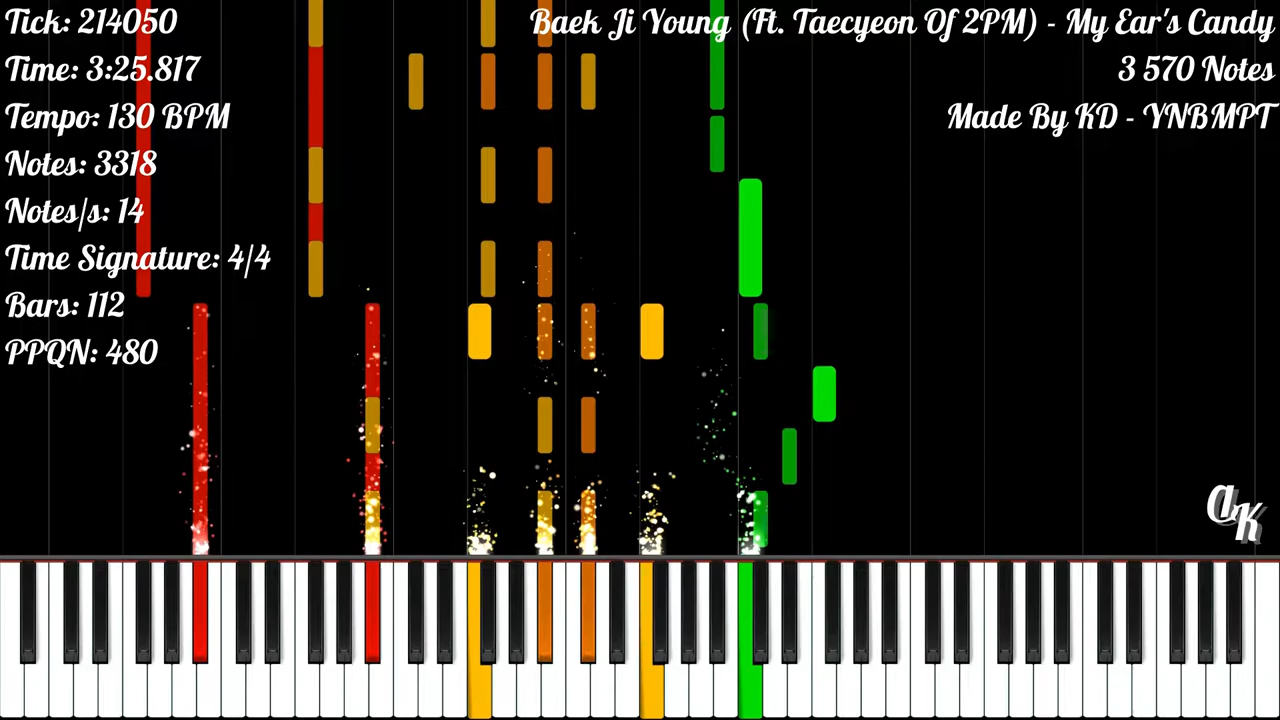 Tick: 214050
Time: 3:25.817
Tempo: 130 BPM
Notes: 3318
Notes/s: 14
Time Signature: 4/4
Bars: 112
PPQN: 480
Baek Ji Young (Ft. Taecyeon Of 2PM) - My Ear's Candy
3 570 Notes
Made By KD - YNBMPT
aK